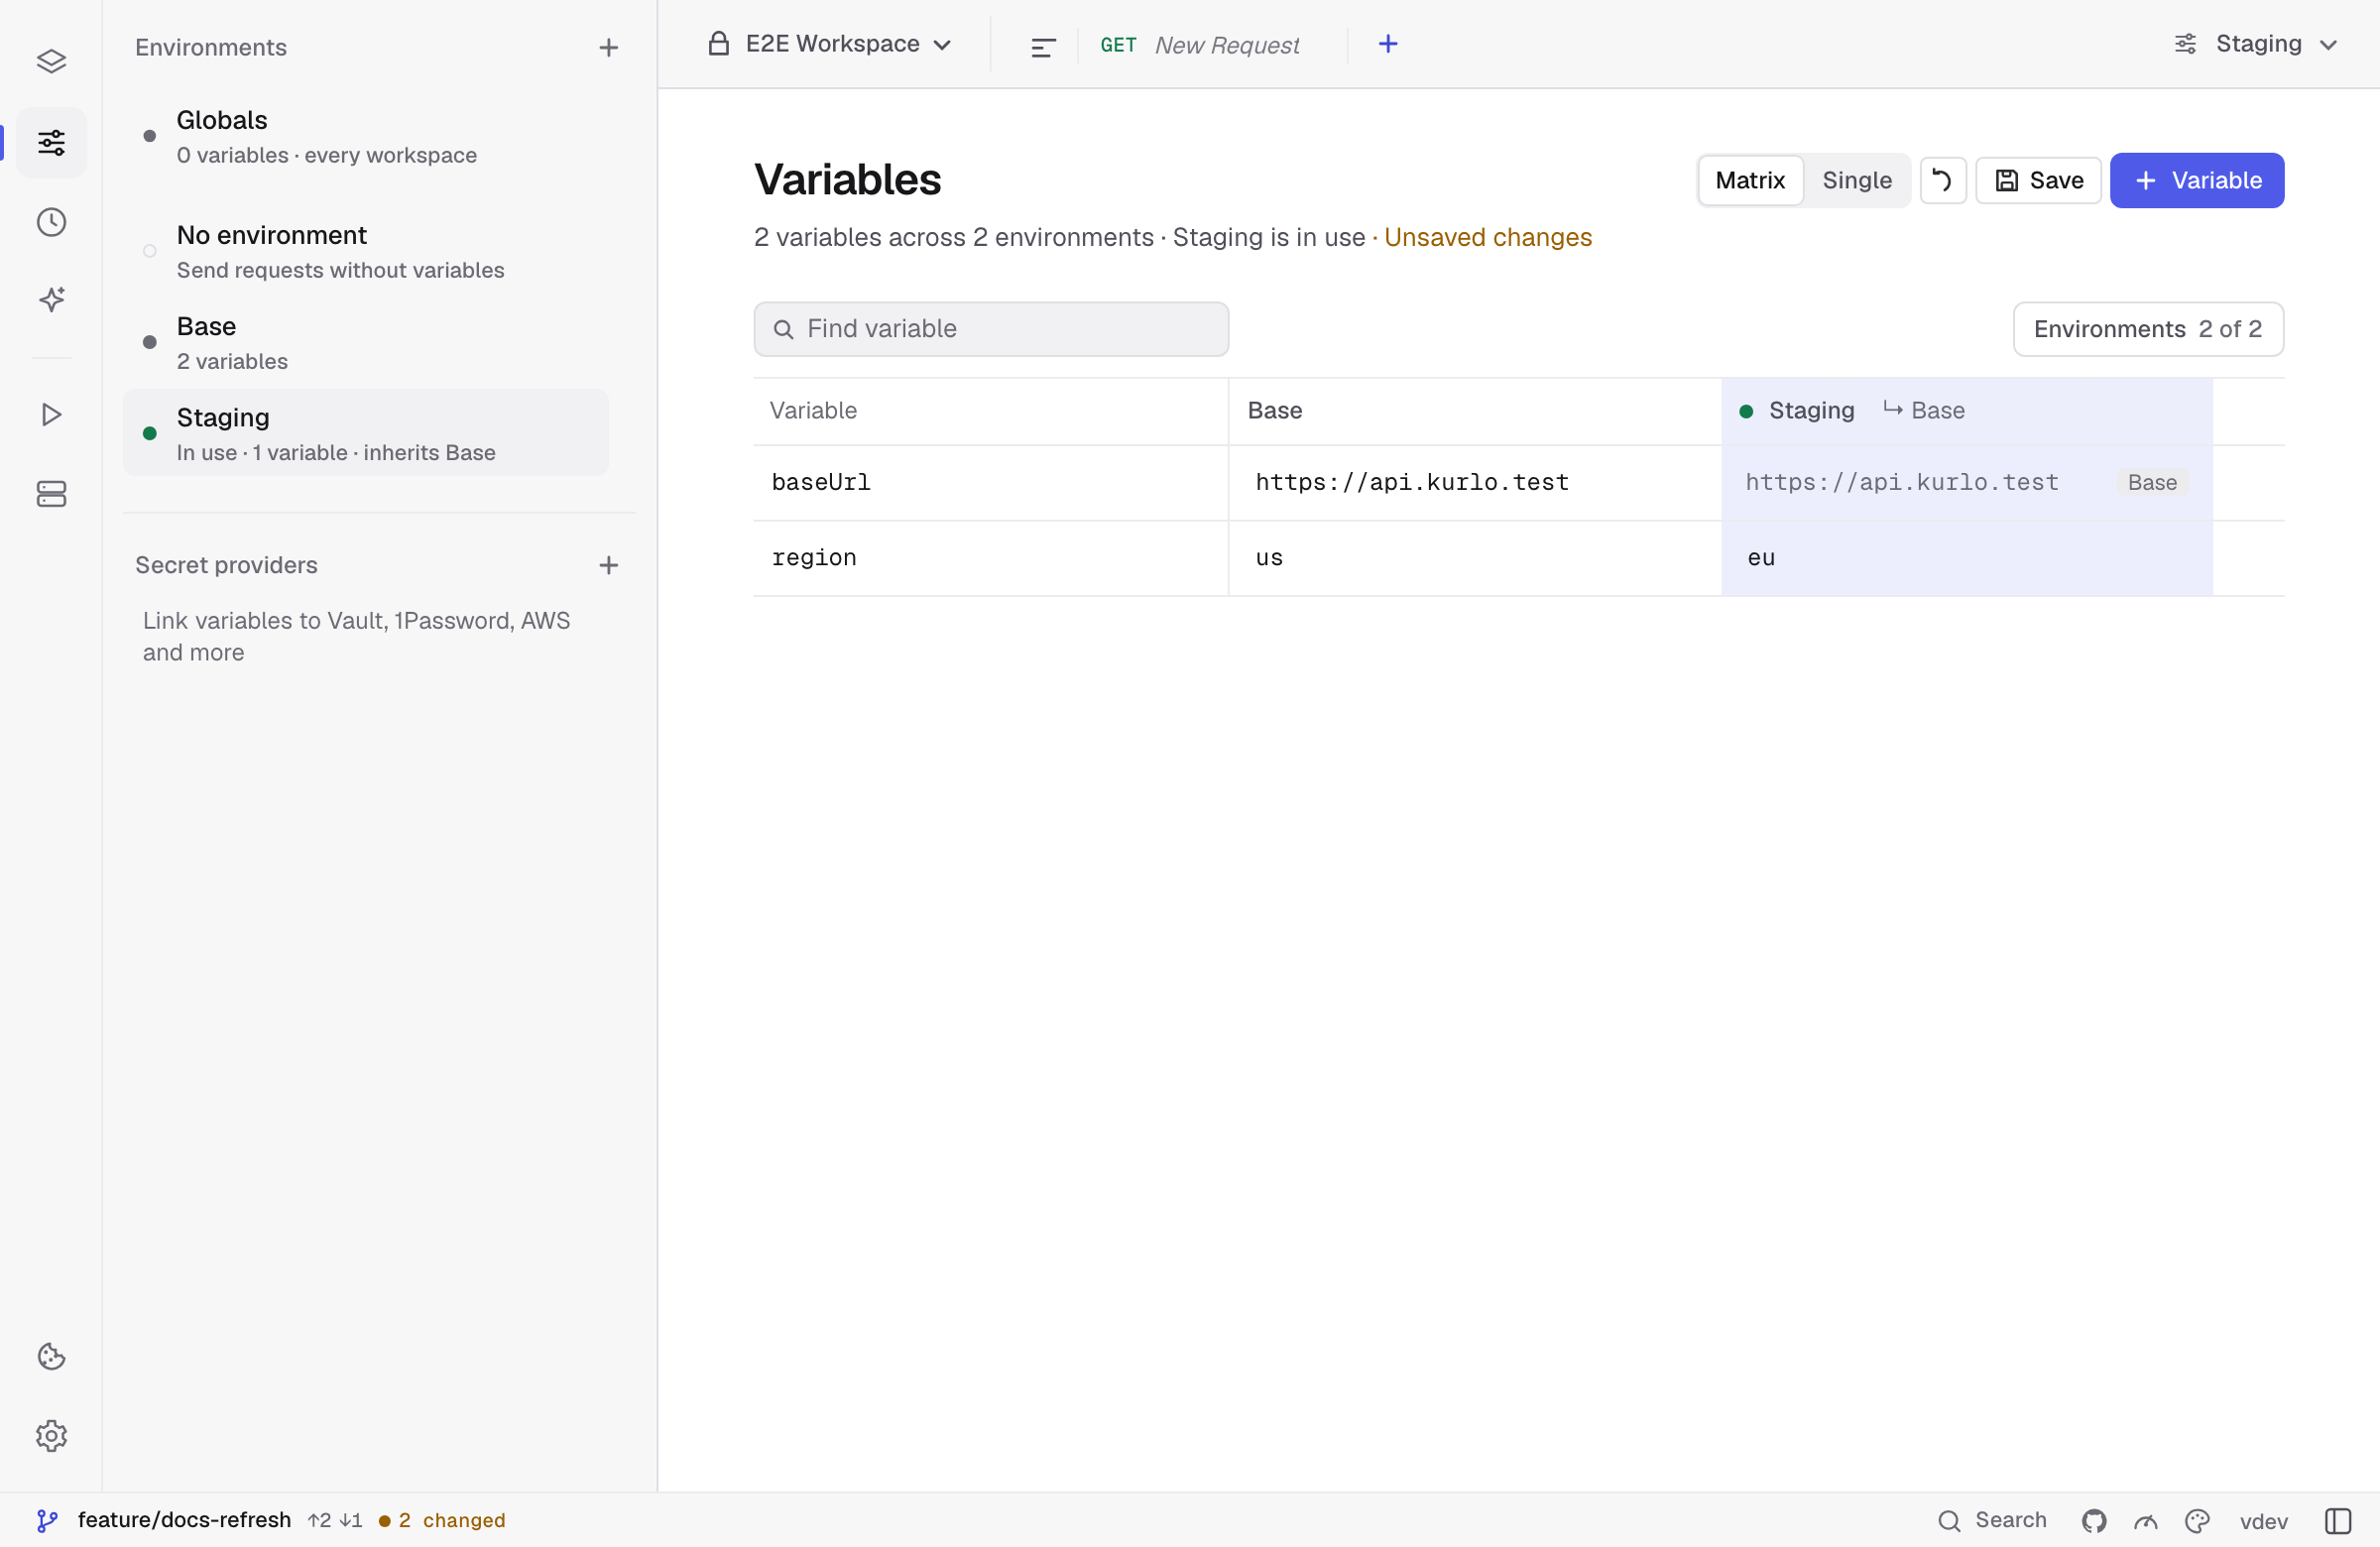 Environments
Globals
0 variables · every workspace
No environment
Send requests without variables
Base
2 variables
Staging
In use · 1 variable · inherits Base
Secret providers
Link variables to Vault, 1Password, AWS
and more
E2E Workspace
GET New Request
Staging
Variables
Matrix Single Save Variable
2 variables across 2 environments · Staging is in use · Unsaved changes
Find variable
Environments 2 of 2
Variable Base Staging Base
baseUrl https://api.kurlo.test https://api.kurlo.test Base
region us eu
feature/docs-refresh ↑2 ↓1 2 changed
Search vdev